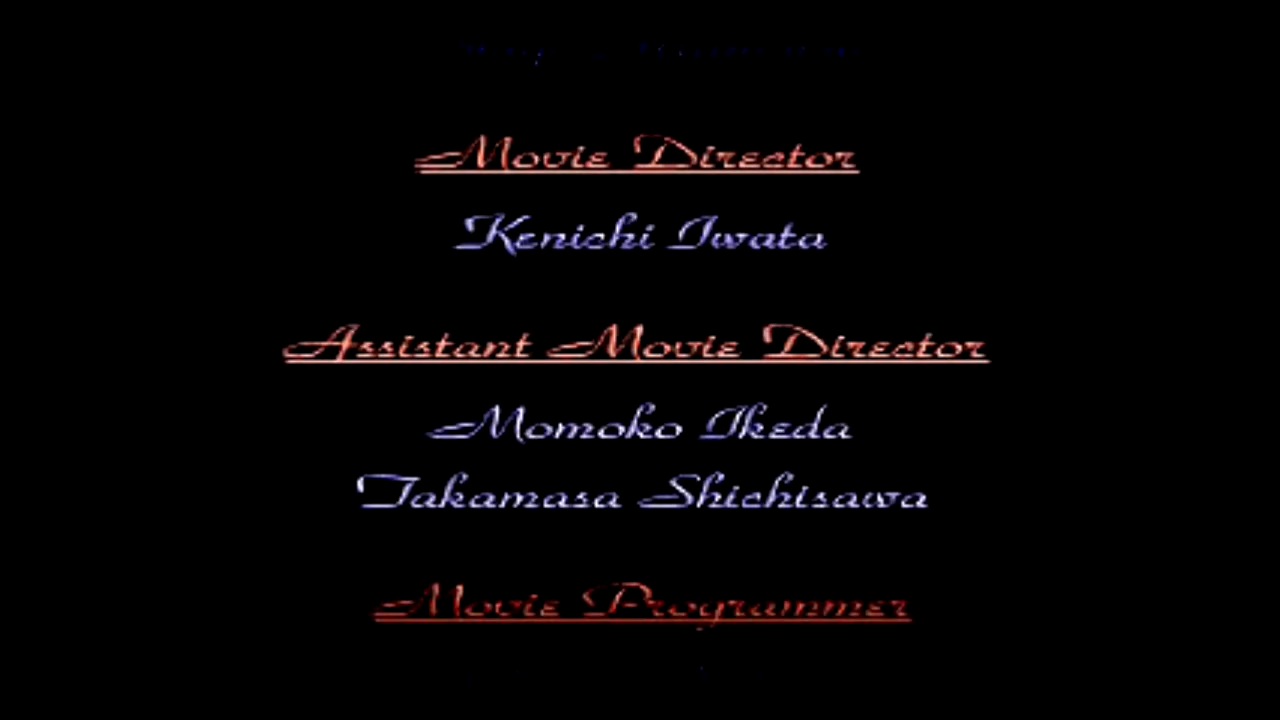 Movie Director
Kenichi Iwata
Assistant Movie Director
Momoko Ikeda
Takamasa Shichisawa
Movie Programmer